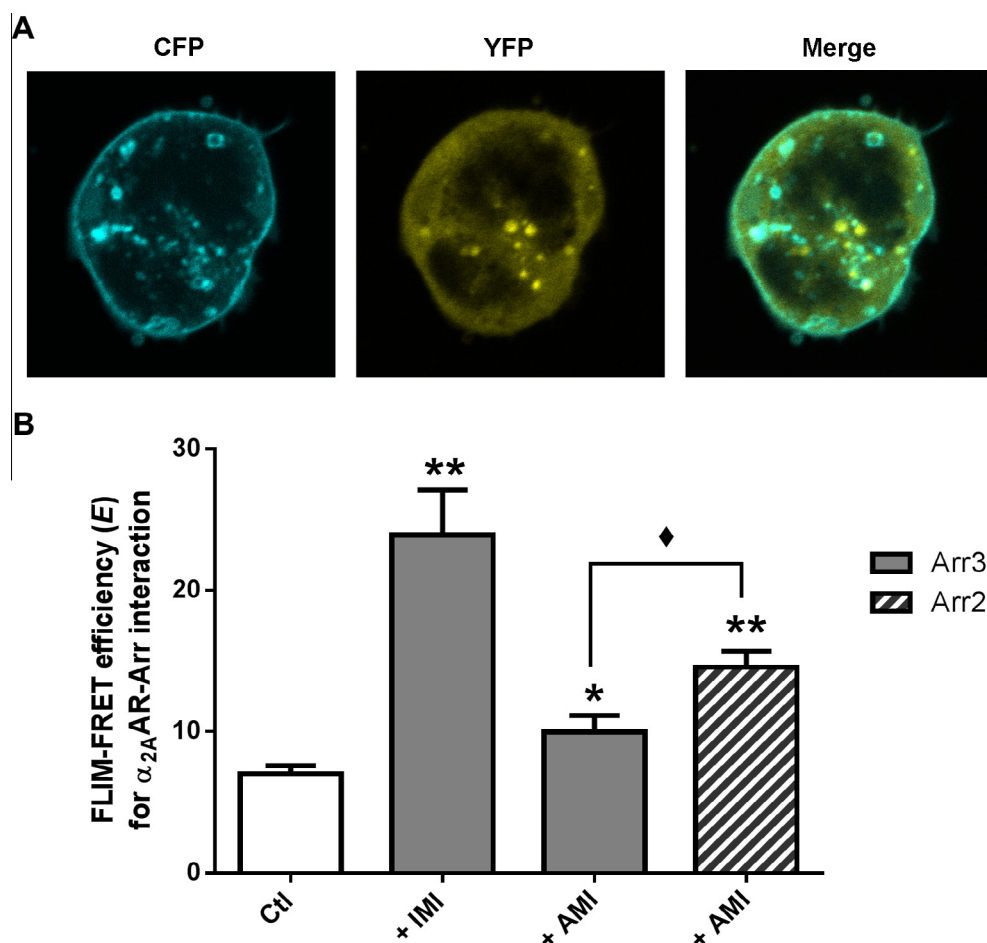 A
CFP YFP Merge
B
FLIM-FRET efficiency (E)
for α2AAR-Arr interaction
30
20
10
0
**
*
♦
**
Ctl + IMI + AMI + AMI
Arr3
Arr2